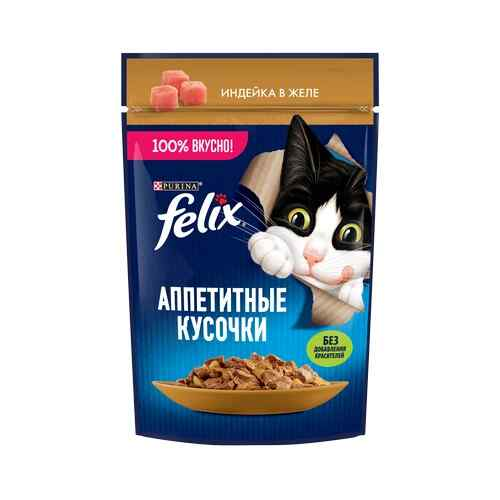 ИНДЕЙКА В ЖЕЛЕ
100% ВКУСНО!
PURINA®
felix
АППЕТИТНЫЕ
КУСОЧКИ
БЕЗ
ДОБАВЛЕНИЯ
КРАСИТЕЛЕЙ